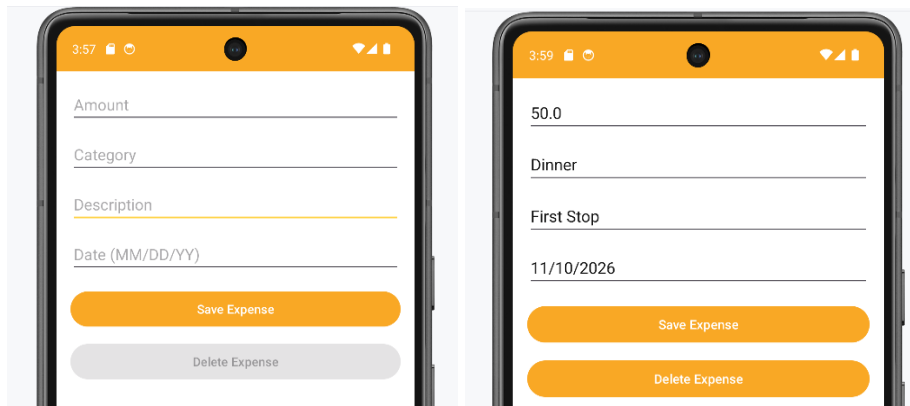 3:57
Amount
Category
Description
Date (MM/DD/YY)
Save Expense
Delete Expense
3:59
50.0
Dinner
First Stop
11/10/2026
Save Expense
Delete Expense